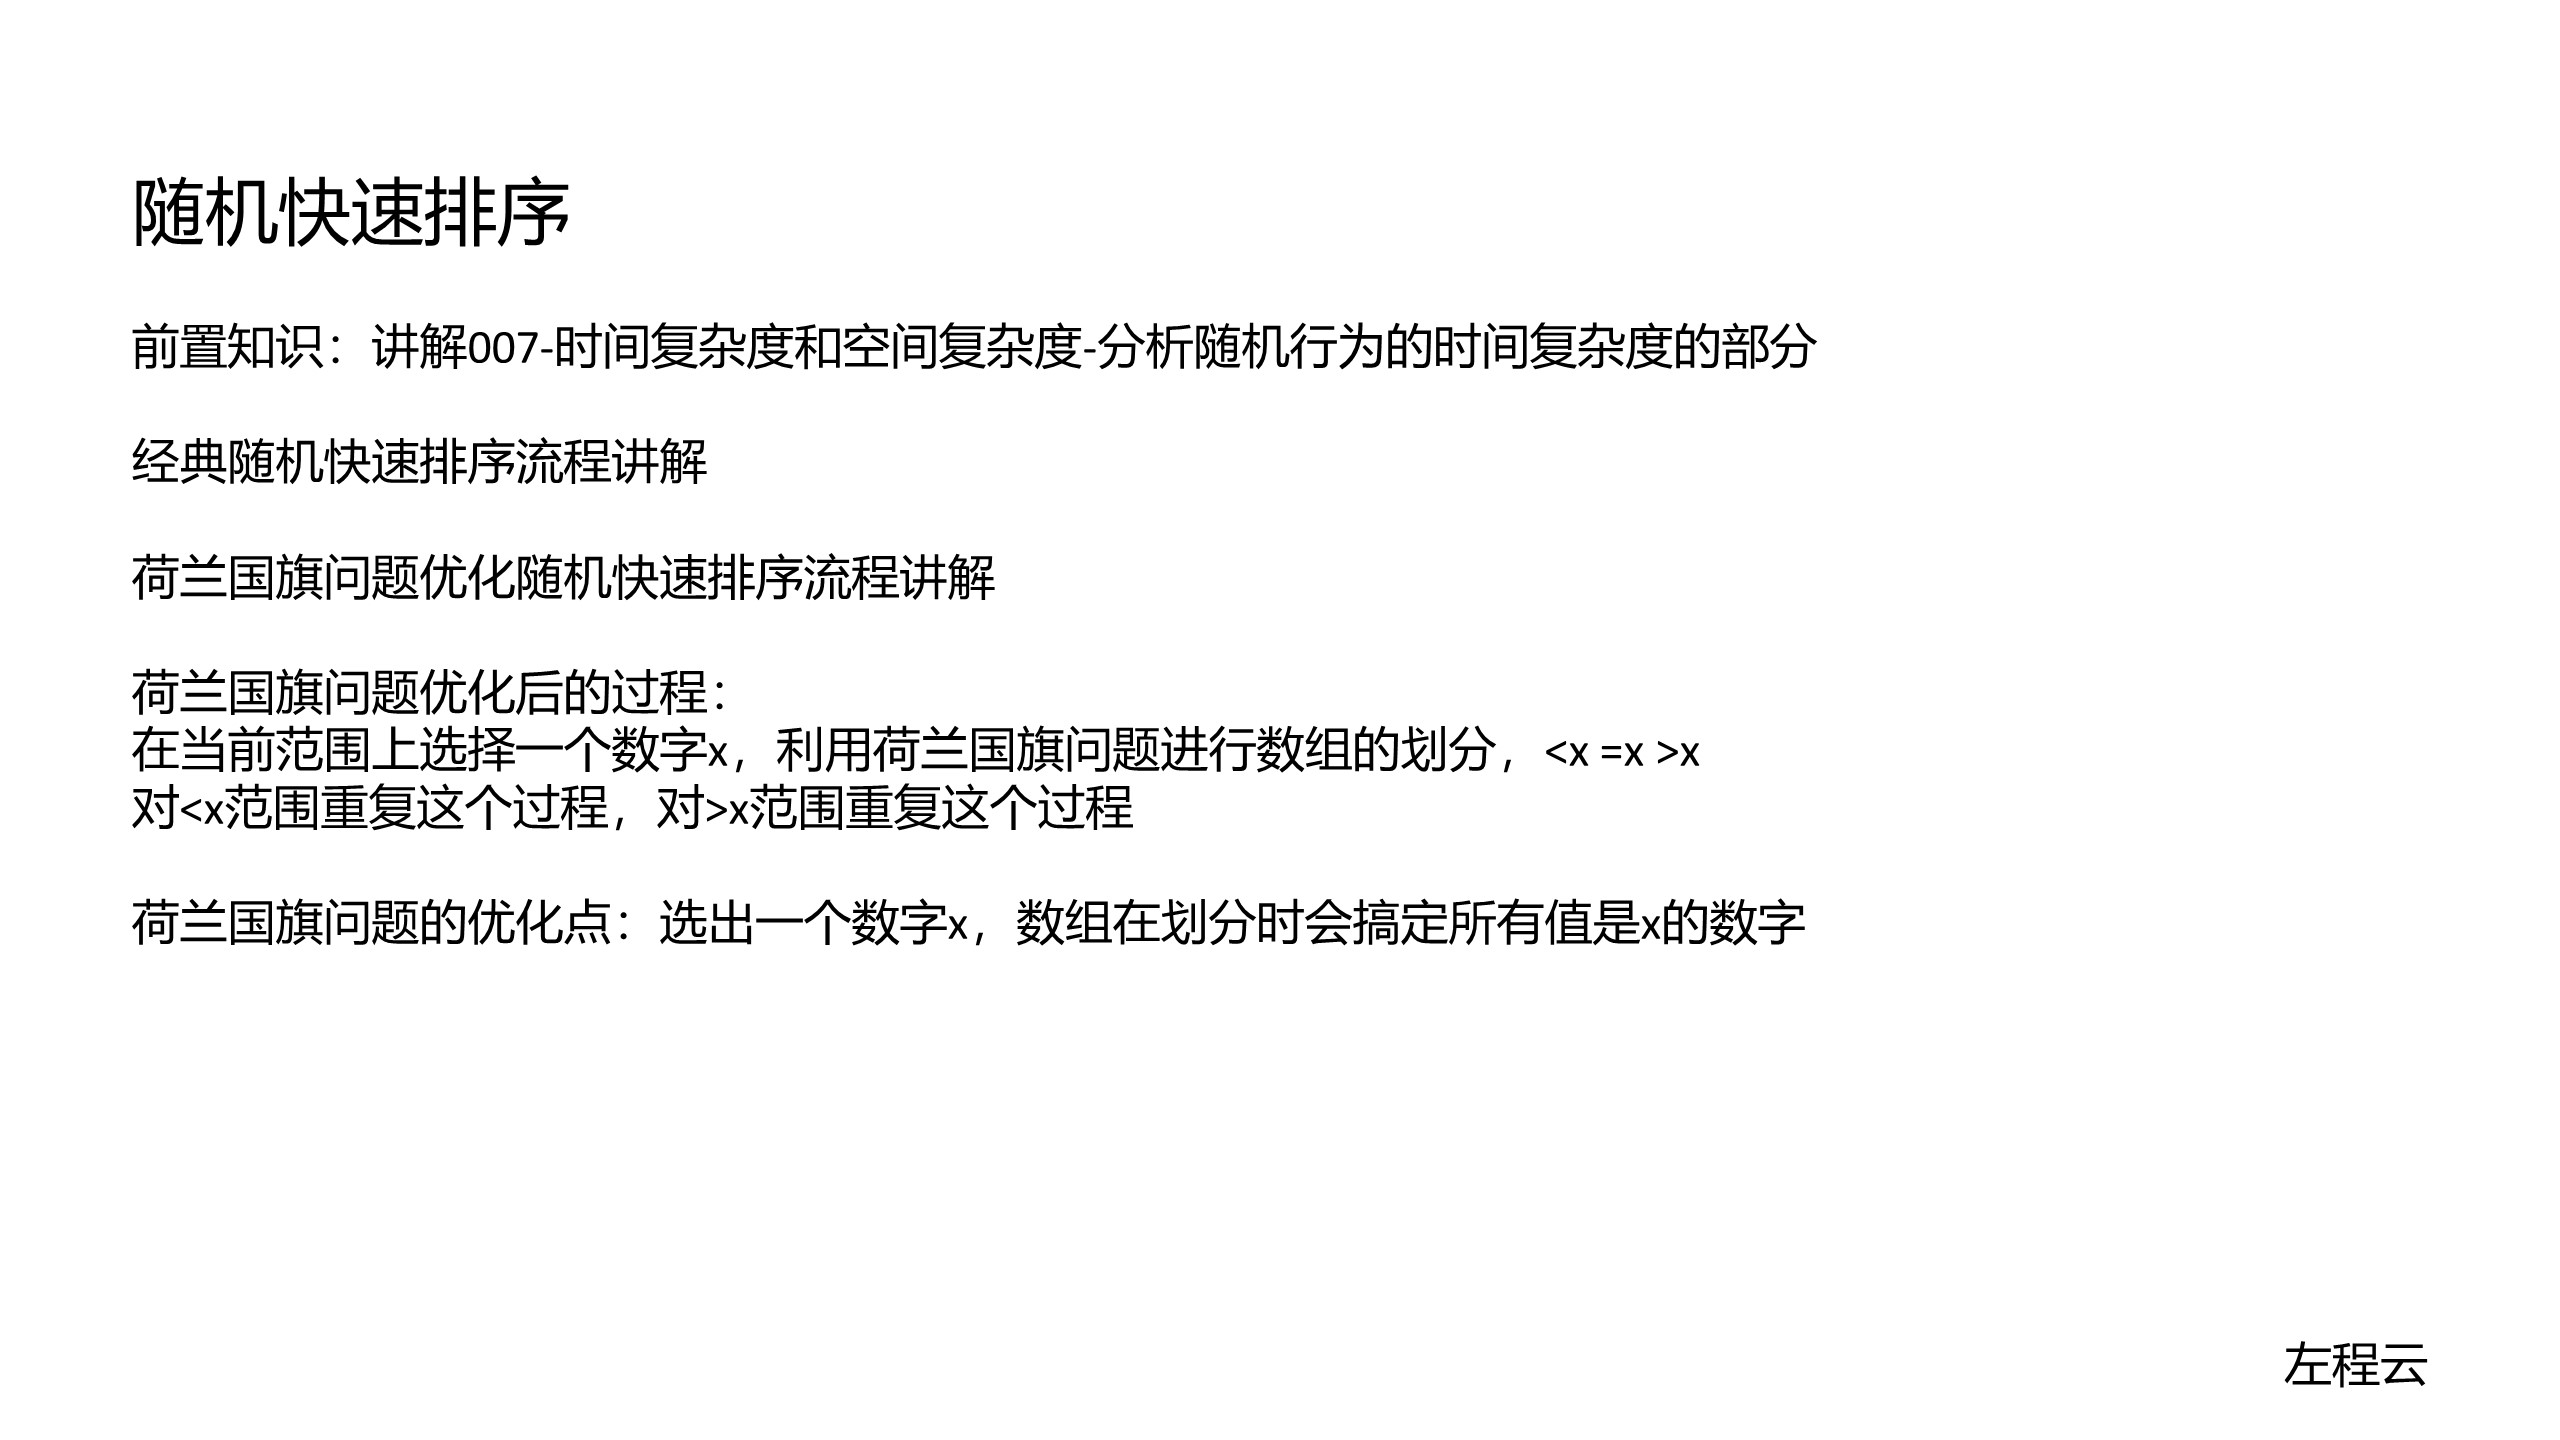 随机快速排序
前置知识：讲解007-时间复杂度和空间复杂度-分析随机行为的时间复杂度的部分
经典随机快速排序流程讲解
荷兰国旗问题优化随机快速排序流程讲解
荷兰国旗问题优化后的过程：
在当前范围上选择一个数字x，利用荷兰国旗问题进行数组的划分，<x =x >x
对<x范围重复这个过程，对>x范围重复这个过程
荷兰国旗问题的优化点：选出一个数字x，数组在划分时会搞定所有值是x的数字
左程云